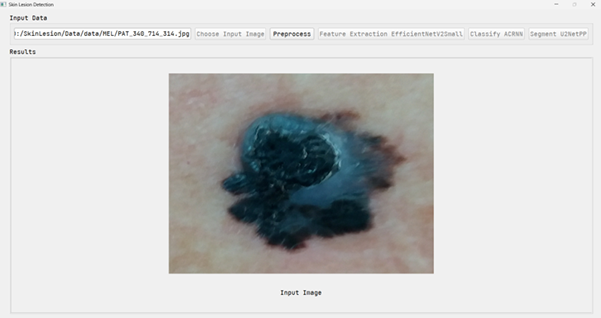 Skin Lesion Detection
Input Data
):/SkinLesion/Data/data/MEL/PAT_340_714_314.jpg Choose Input Image Preprocess Feature Extraction EfficientNetV2Small Classify ACRNN Segment U2NetPP
Results
Input Image